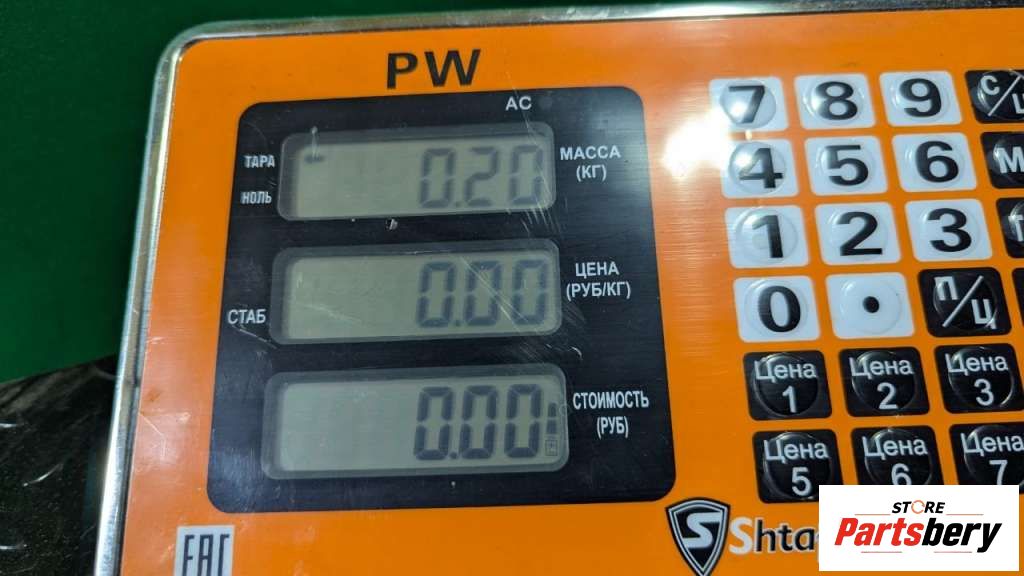 PW
AC
ТАРА
НОЛЬ
0.20
МАССА
(КГ)
СТАБ
0.00
ЦЕНА
(РУБ/КГ)
0.00
СТОИМОСТЬ
(РУБ)
7 8 9
4 5 6 М
1 2 3
0 . П/Ц
Цена 1
Цена 2
Цена 3
Цена 5
Цена 6
Цена 7
EAC
S Shta
STORE
Partsbery